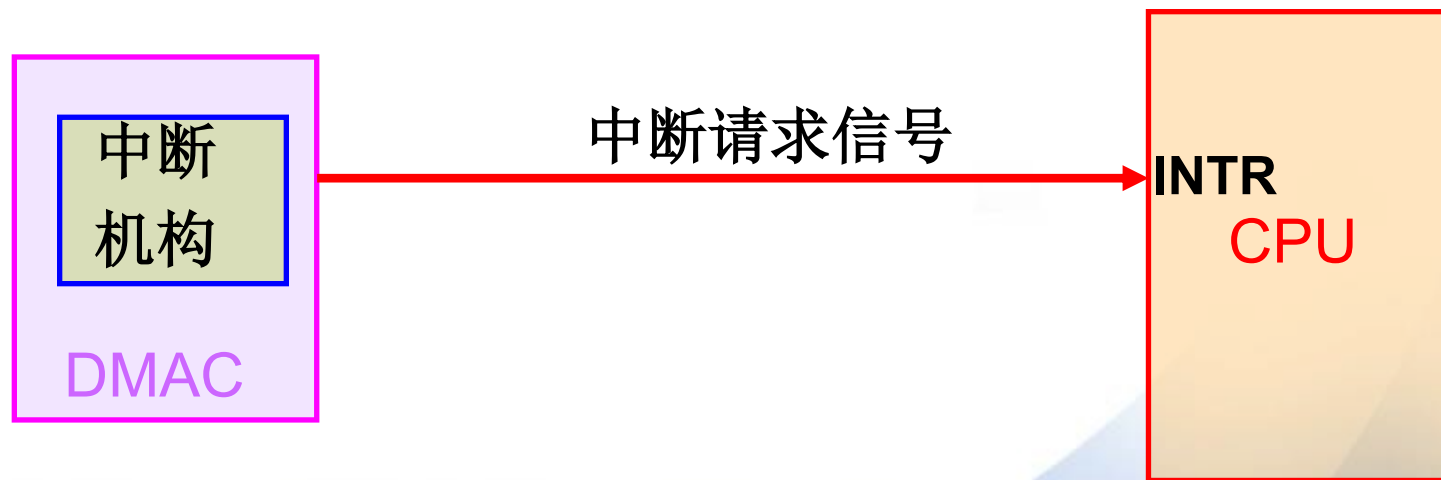 中断
机构
DMAC
中断请求信号
INTR
CPU